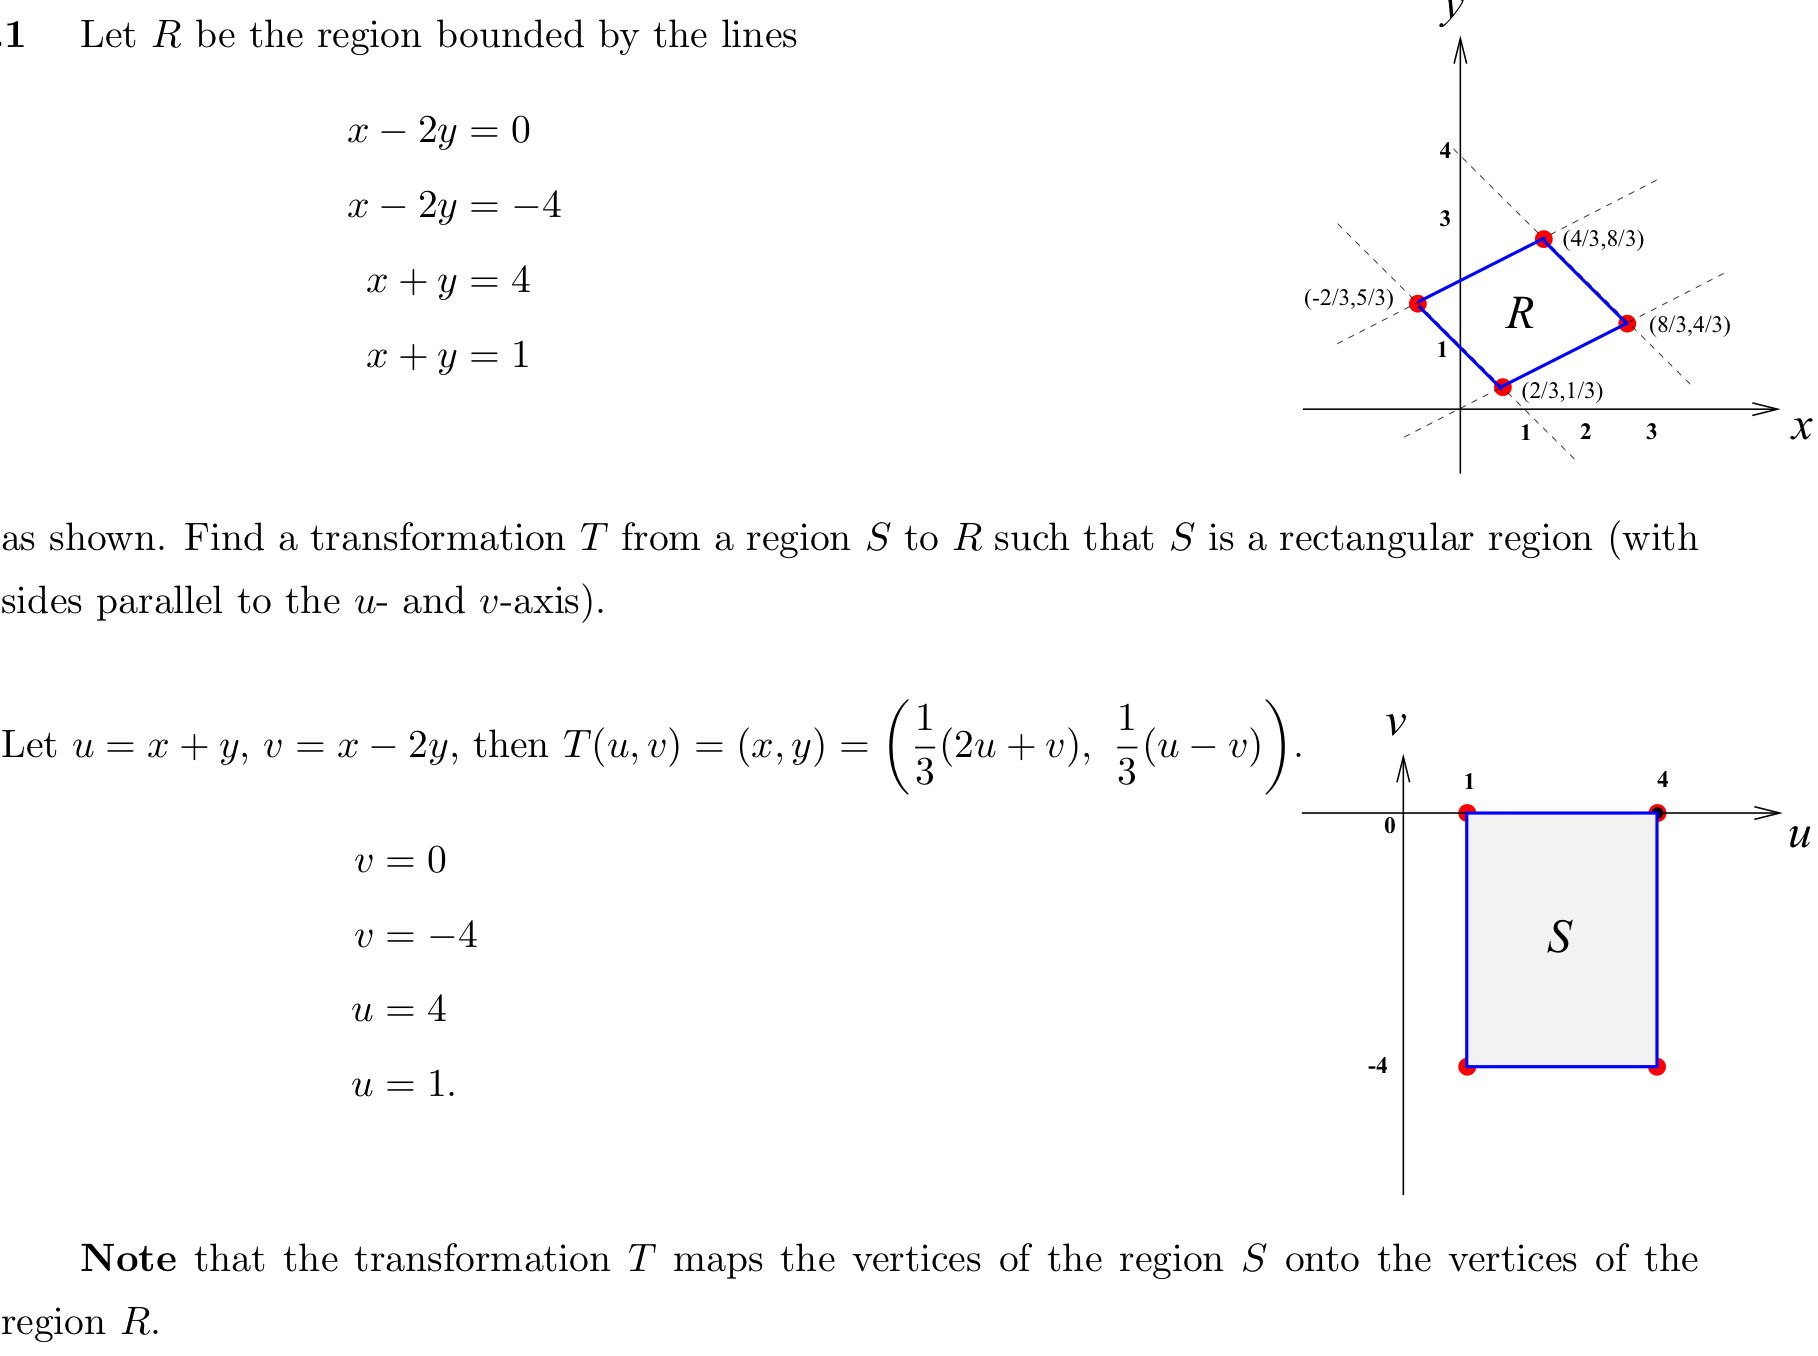 .1 Let R be the region bounded by the lines
x − 2y = 0
x − 2y = −4
x + y = 4
x + y = 1
y
4
3
1
(4/3,8/3)
(-2/3,5/3)
R
(8/3,4/3)
(2/3,1/3)
1 2 3
x
as shown. Find a transformation T from a region S to R such that S is a rectangular region (with
sides parallel to the u- and v-axis).
Let u = x + y, v = x − 2y, then T(u, v) = (x, y) = (1/3(2u + v), 1/3(u − v)).
v = 0
v = −4
u = 4
u = 1.
v
1 4
0
u
S
-4
Note that the transformation T maps the vertices of the region S onto the vertices of the
region R.